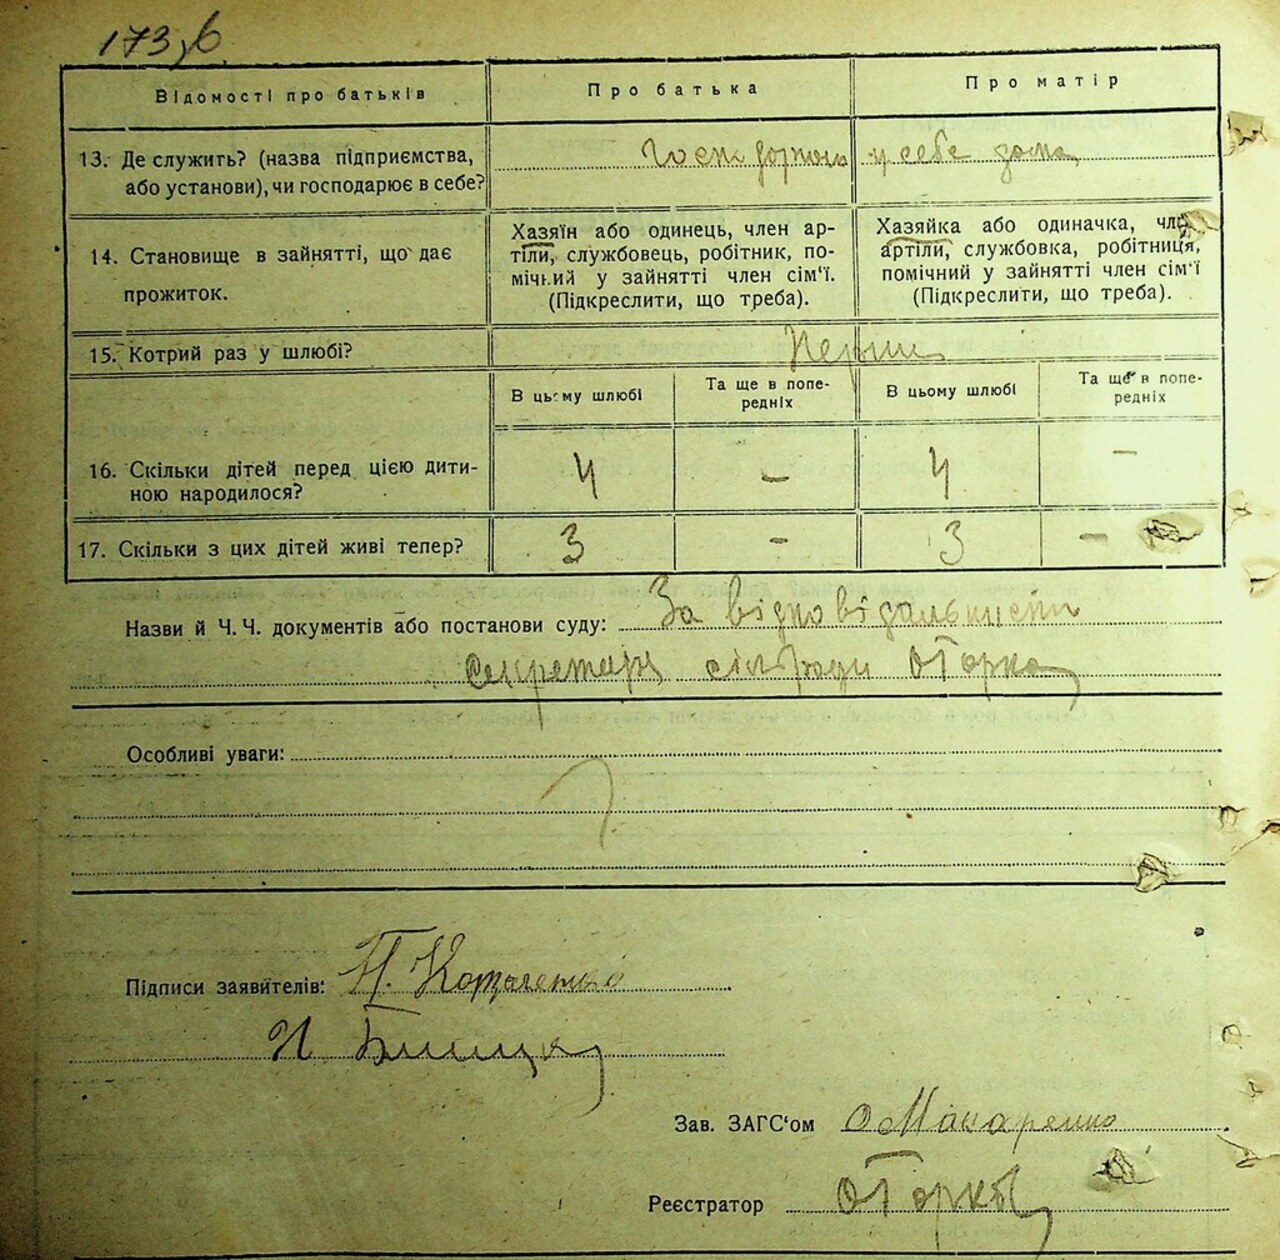 173,б
Відомості про батьків
Про батька
Про матір
13. Де служить? (назва підприємства,
або установи), чи господарює в себе?
у себе дома
14. Становище в зайнятті, що дає
прожиток.
Хазяїн або одинець, член ар-
тіли, службовець, робітник, по-
мічний у зайнятті член сім'ї.
(Підкреслити, що треба).
Хазяйка або одиначка, член
артіли, службовка, робітниця,
помічний у зайнятті член сім'ї
(Підкреслити, що треба).
15. Котрий раз у шлюбі?
Перший
В цьому шлюбі
Та ще в попе-
редніх
В цьому шлюбі
Та ще в попе-
редніх
16. Скільки дітей перед цією дити-
ною народилося?
4 - 4 -
17. Скільки з цих дітей живі тепер?
3 - 3 -
Назви й Ч. Ч. документів або постанови суду: За відповідальністю
секретаря сільради
Особливі уваги:
Підписи заявителів: П.
Зав. ЗАГС'ом О Макаренко
Реєстратор